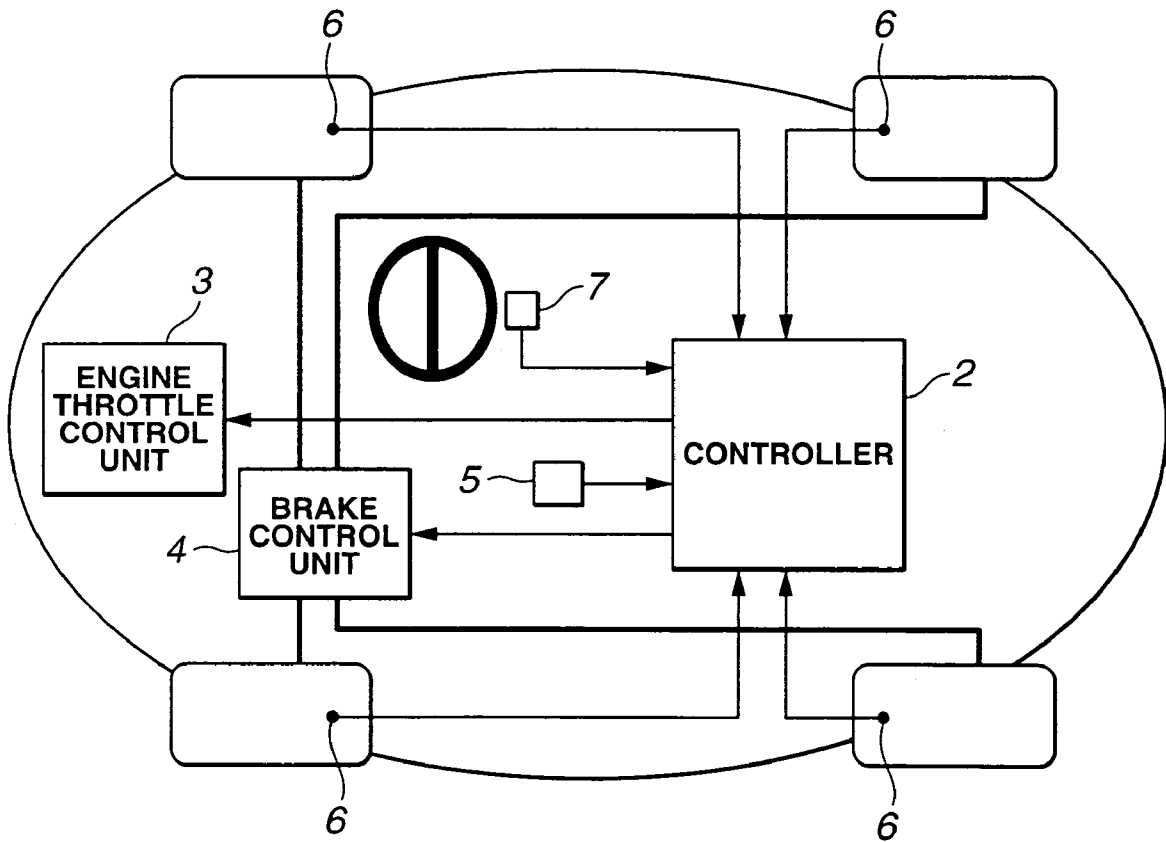 6
6
7
3
ENGINE
THROTTLE
CONTROL
UNIT
2
CONTROLLER
5
BRAKE
CONTROL
UNIT
4
6
6